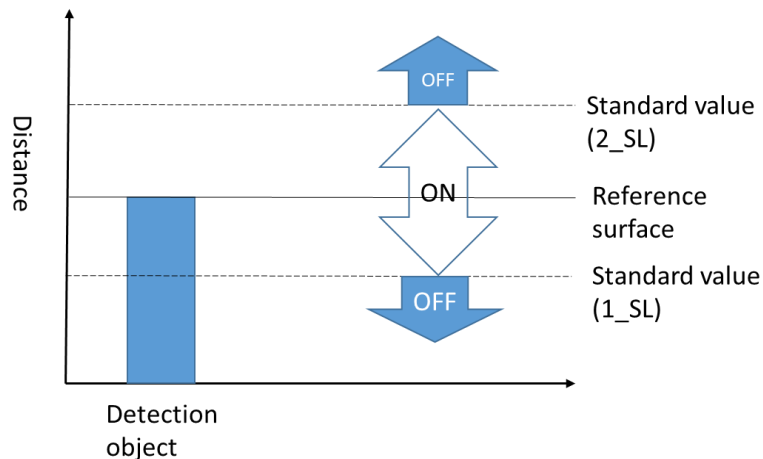 OFF
Standard value
(2_SL)
Distance
ON
Reference
surface
Standard value
(1_SL)
OFF
Detection
object